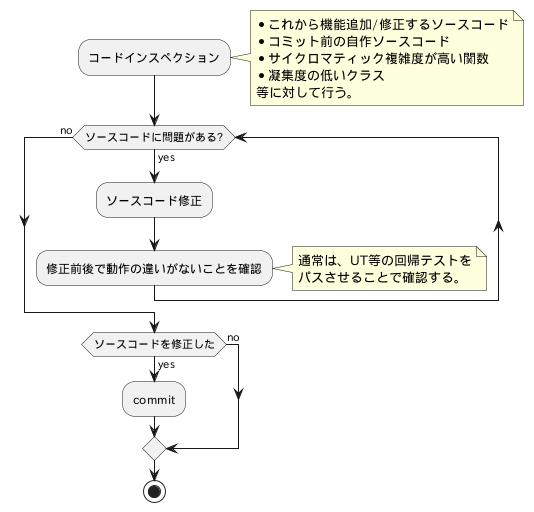 コードインスペクション
● これから機能追加/修正するソースコード
● コミット前の自作ソースコード
● サイクロマティック複雑度が高い関数
● 凝集度の低いクラス
等に対して行う。
no
ソースコードに問題がある?
yes
ソースコード修正
修正前後で動作の違いがないことを確認
通常は、UT等の回帰テストを
パスさせることで確認する。
ソースコードを修正した
no
yes
commit